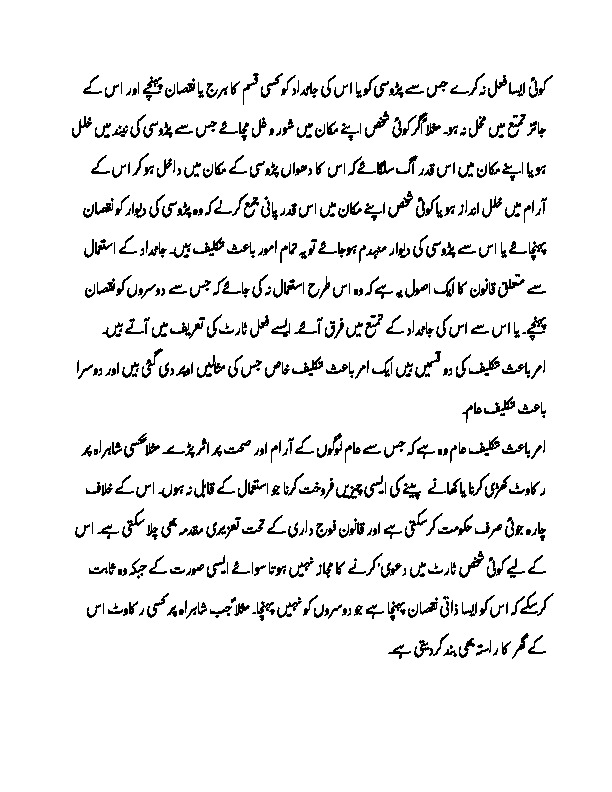 کوئی ایسا فعل نہ کرے جس سے پڑوسی کو یا اس کی جائداد کو کسی قسم کا ہرج یا نقصان پہنچے اور اس کے
جائز تمتع میں مخل نہ ہو۔ مثلاً اگر کوئی شخص اپنے مکان میں شور و غل مچائے جس سے پڑوسی کی نیند میں خلل
ہو یا اپنے مکان میں اس قدر آگ سلگائے کہ اس کا دھواں پڑوسی کے مکان میں داخل ہو کر اس کے
آرام میں خلل انداز ہو یا کوئی شخص اپنے مکان میں اس قدر پانی جمع کرلے کہ وہ پڑوسی کی دیوار کو نقصان
پہنچائے یا اس سے پڑوسی کی دیوار منہدم ہوجائے تو یہ تمام امور باعث تکلیف ہیں۔ جائداد کے استعمال
سے متعلق قانون کا ایک اصول یہ ہے کہ وہ اس طرح استعمال نہ کی جائے کہ جس سے دوسروں کو نقصان
پہنچے۔ یا اس سے اس کی جائداد کے تمتع میں فرق آئے۔ ایسے فعل ٹارٹ کی تعریف میں آتے ہیں۔
امر باعث تکلیف کی دو قسمیں ہیں ایک امر باعث تکلیف خاص جس کی مثالیں اوپر دی گئی ہیں اور دوسرا
باعث تکلیف عام۔
امر باعث تکلیف عام وہ ہے کہ جس سے عام لوگوں کے آرام اور صحت پر اثر پڑے۔ مثلاً کسی شاہراہ پر
رکاوٹ کھڑی کرنا یا کھانے پینے کی ایسی چیزیں فروخت کرنا جو استعمال کے قابل نہ ہوں۔ اس کے خلاف
چارہ جوئی صرف حکومت کرسکتی ہے اور قانون فوج داری کے تحت تعزیری مقدمہ بھی چلا سکتی ہے۔ اس
کے لیے کوئی شخص ٹارٹ میں دعویٰ کرنے کا مجاز نہیں ہوتا سوائے ایسی صورت کے جبکہ وہ ثابت
کرسکے کہ اس کو ایسا ذاتی نقصان پہنچا ہے جو دوسروں کو نہیں پہنچا۔ مثلاً جب شاہراہ پر کسی رکاوٹ اس
کے گھر کا راستہ بھی بند کردیتی ہے۔